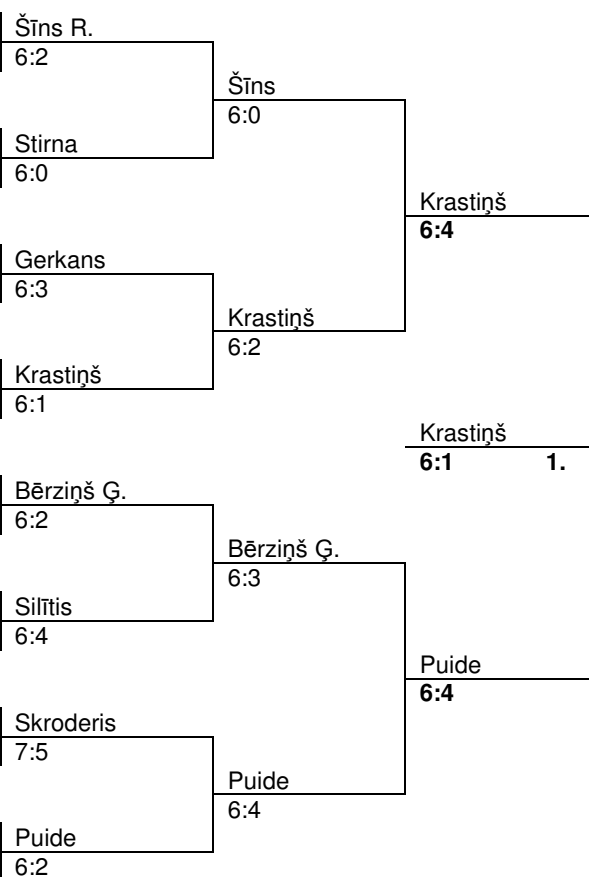 Šīns R.
6:2
Šīns
6:0
Stirna
6:0
Krastiņš
6:4
Gerkans
6:3
Krastiņš
6:2
Krastiņš
6:1
Krastiņš
6:1 1.
Bērziņš Ģ.
6:2
Bērziņš Ģ.
6:3
Silītis
6:4
Puide
6:4
Skroderis
7:5
Puide
6:4
Puide
6:2